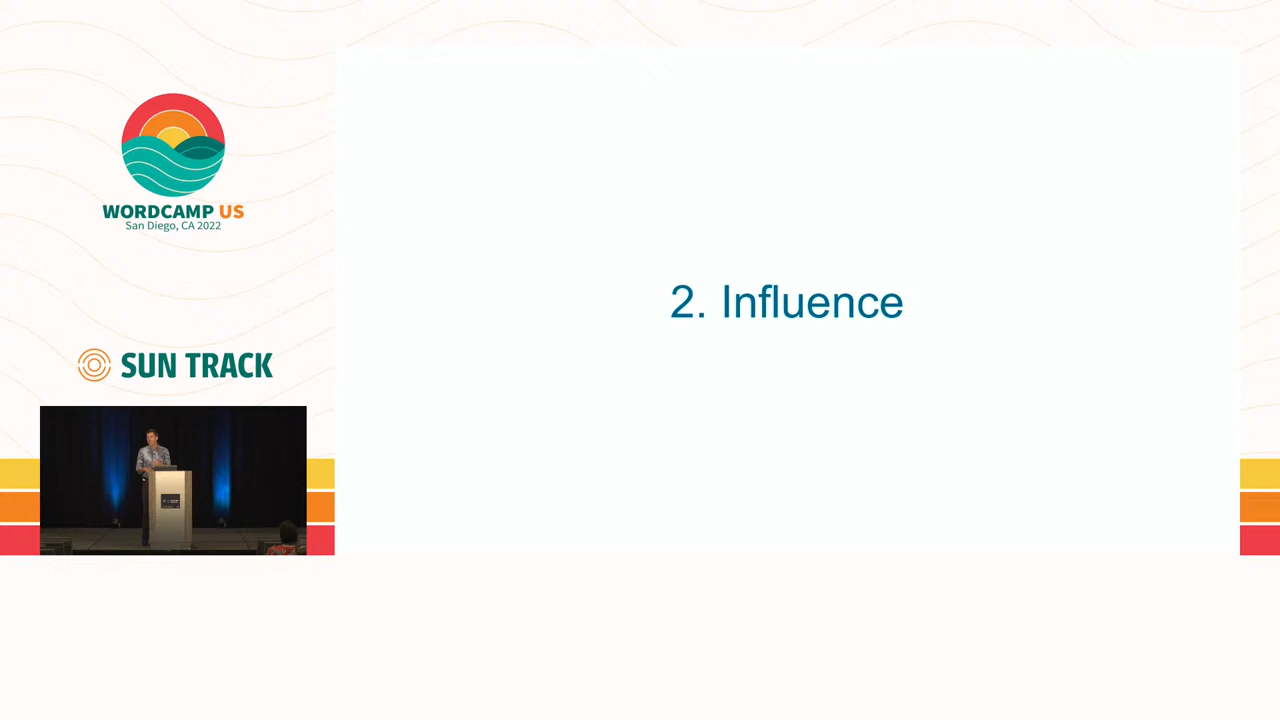 WORDCAMP US
San Diego, CA 2022
SUN TRACK
2. Influence